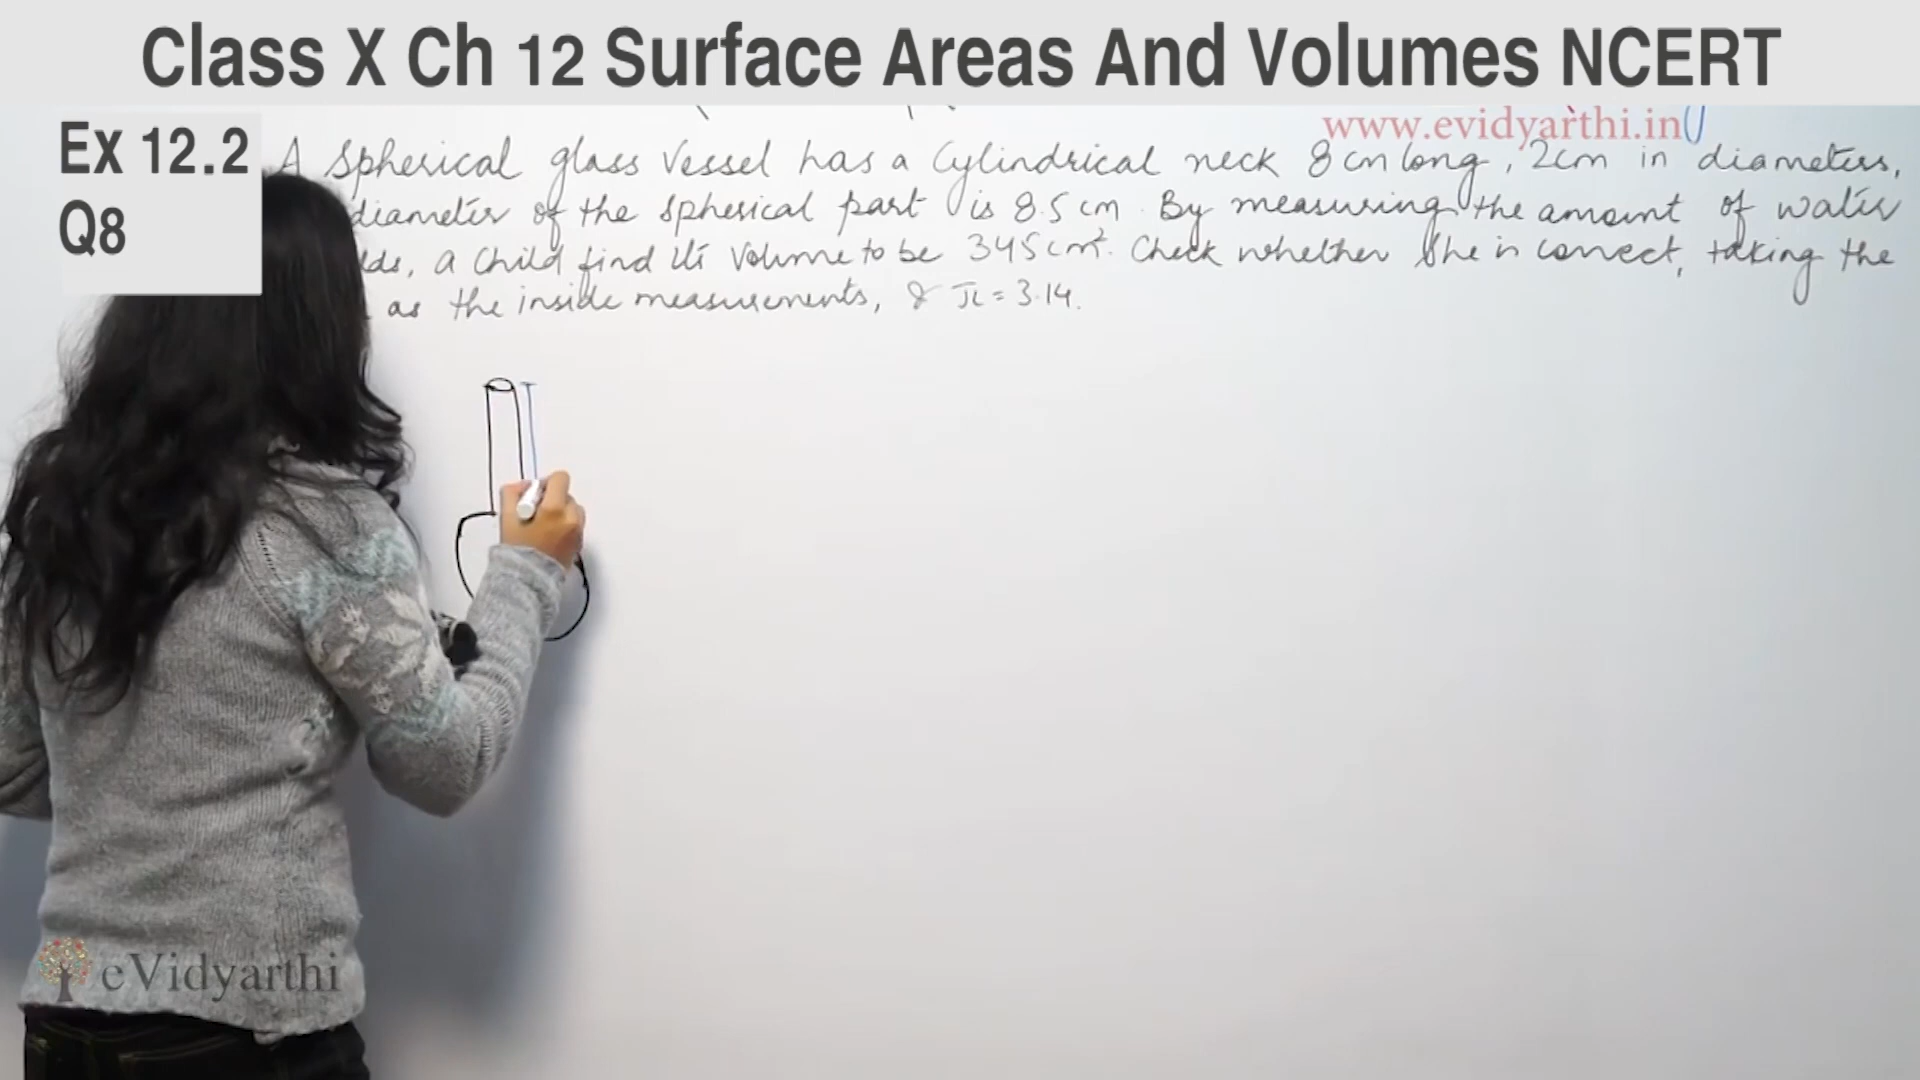 Class X Ch 12 Surface Areas And Volumes NCERT
www.evidyarthi.in
Ex 12.2
Q8
A Spherical glass Vessel has a Cylindrical neck 8 cm long, 2cm in diameters,
diameter of the spherical part is 8.5 cm. By measuring the amount of water
lds, a Child find its Volume to be 345 cm². Check whether She is correct, taking the
as the inside measurements, & π = 3.14.
eVidyarthi